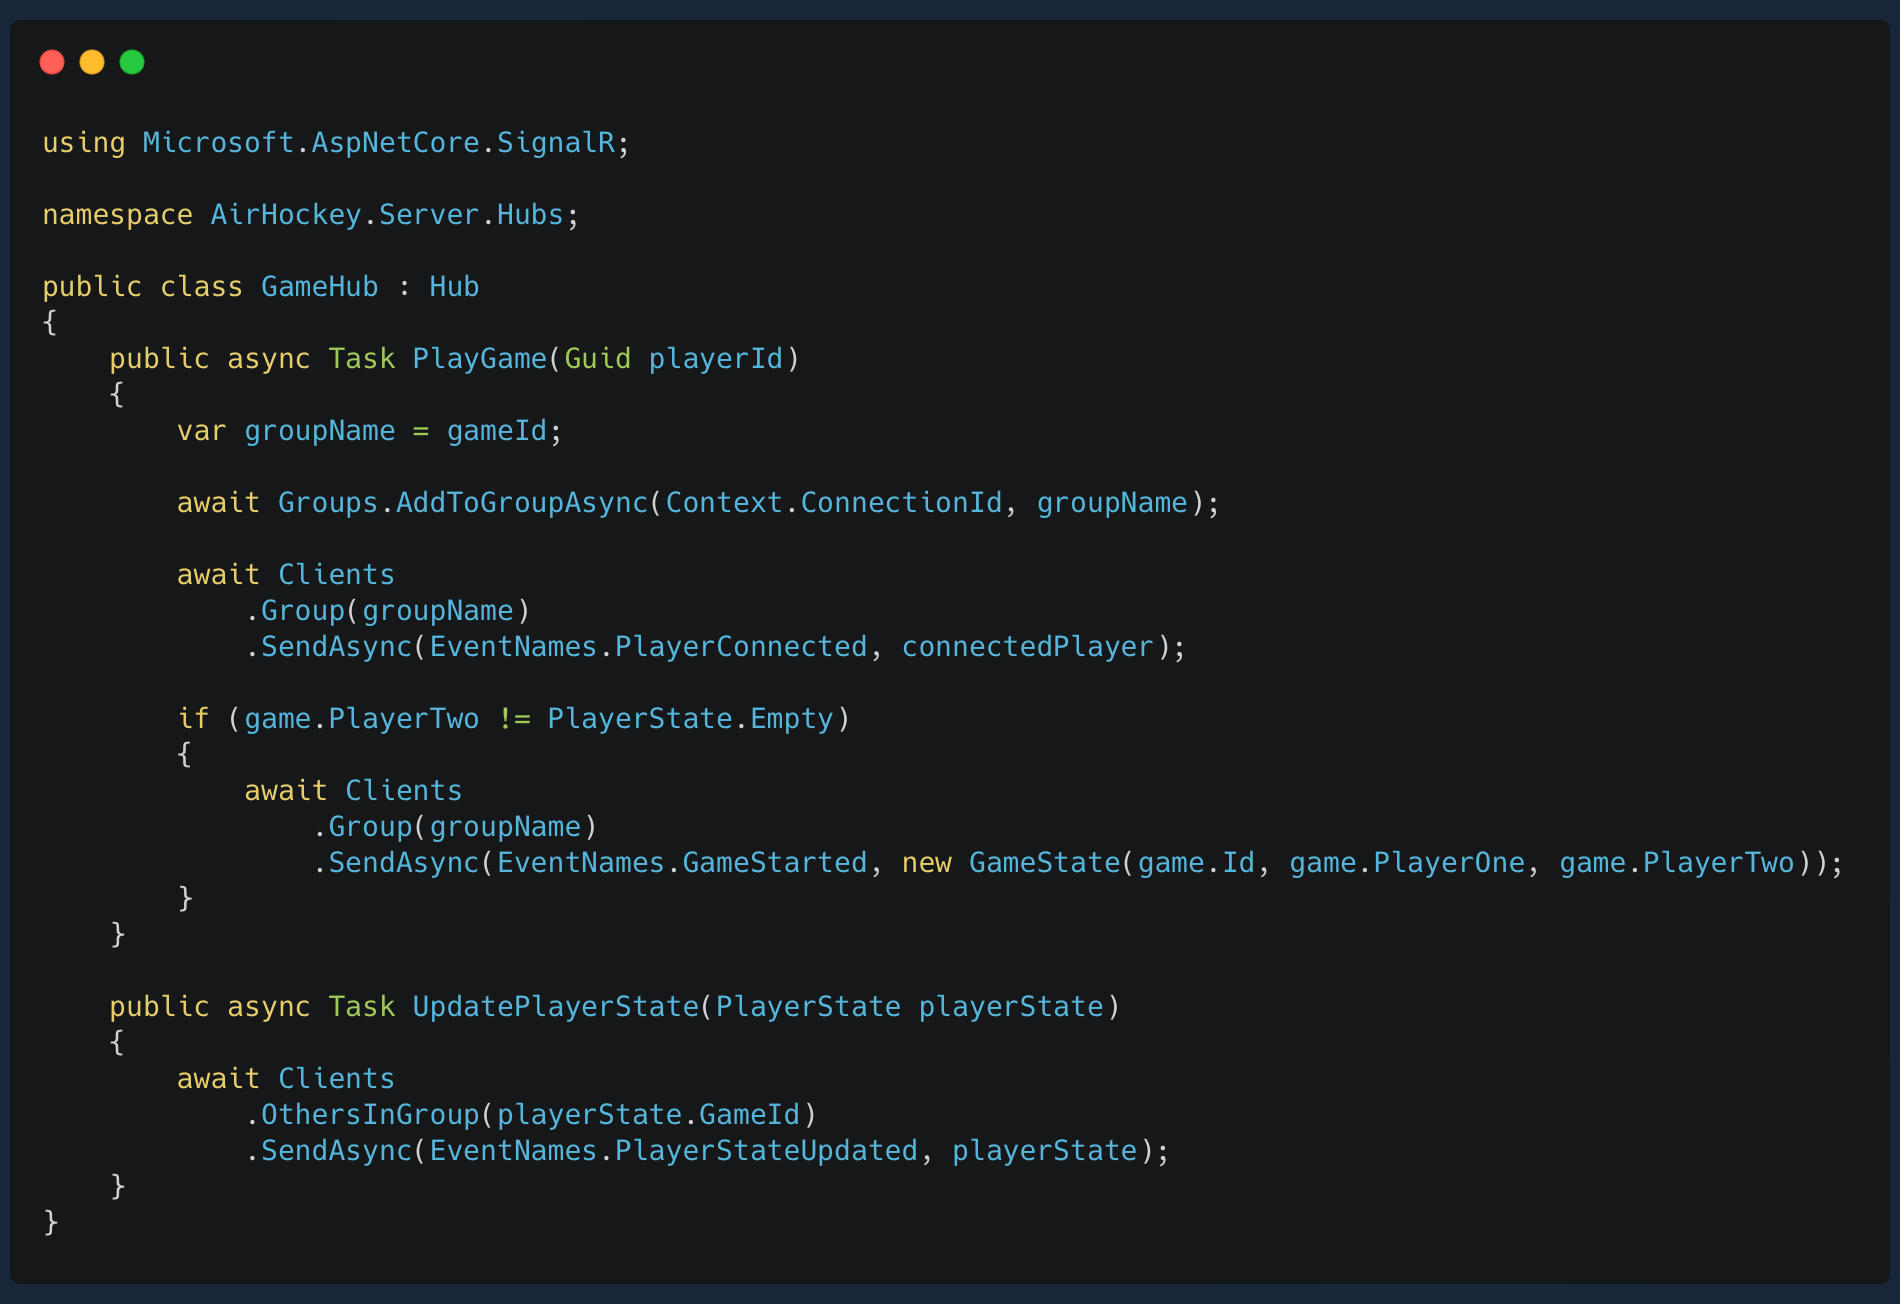 using Microsoft.AspNetCore.SignalR;

namespace AirHockey.Server.Hubs;

public class GameHub : Hub
{
    public async Task PlayGame(Guid playerId)
    {
        var groupName = gameId;

        await Groups.AddToGroupAsync(Context.ConnectionId, groupName);

        await Clients
            .Group(groupName)
            .SendAsync(EventNames.PlayerConnected, connectedPlayer);

        if (game.PlayerTwo != PlayerState.Empty)
        {
            await Clients
                .Group(groupName)
                .SendAsync(EventNames.GameStarted, new GameState(game.Id, game.PlayerOne, game.PlayerTwo));
        }
    }

    public async Task UpdatePlayerState(PlayerState playerState)
    {
        await Clients
            .OthersInGroup(playerState.GameId)
            .SendAsync(EventNames.PlayerStateUpdated, playerState);
    }
}